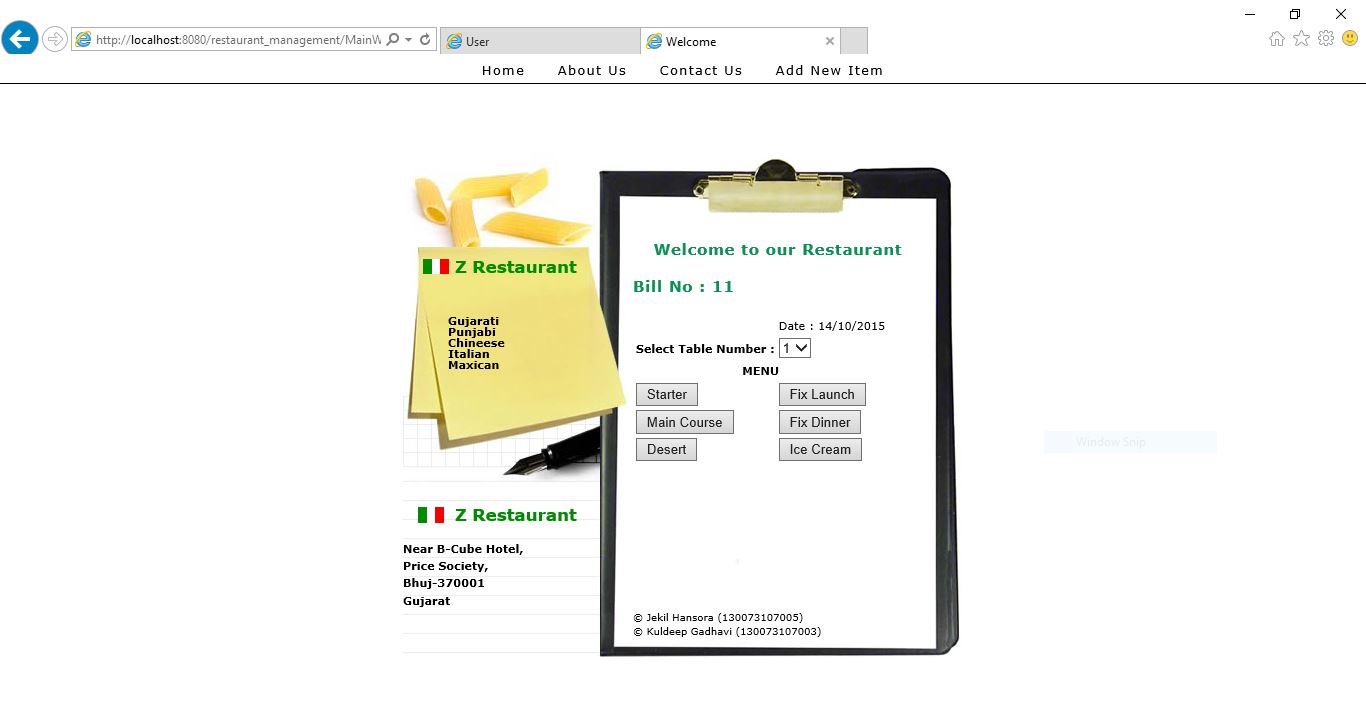 http://localhost:8080/restaurant_management/MainW
User
Welcome
Home About Us Contact Us Add New Item
Z Restaurant
Gujarati
Punjabi
Chineese
Italian
Maxican
Z Restaurant
Near B-Cube Hotel,
Price Society,
Bhuj-370001
Gujarat
Welcome to our Restaurant
Bill No : 11
Date : 14/10/2015
Select Table Number : 1
MENU
Starter Fix Launch
Main Course Fix Dinner
Desert Ice Cream
© Jekil Hansora (130073107005)
© Kuldeep Gadhavi (130073107003)
Window Snip